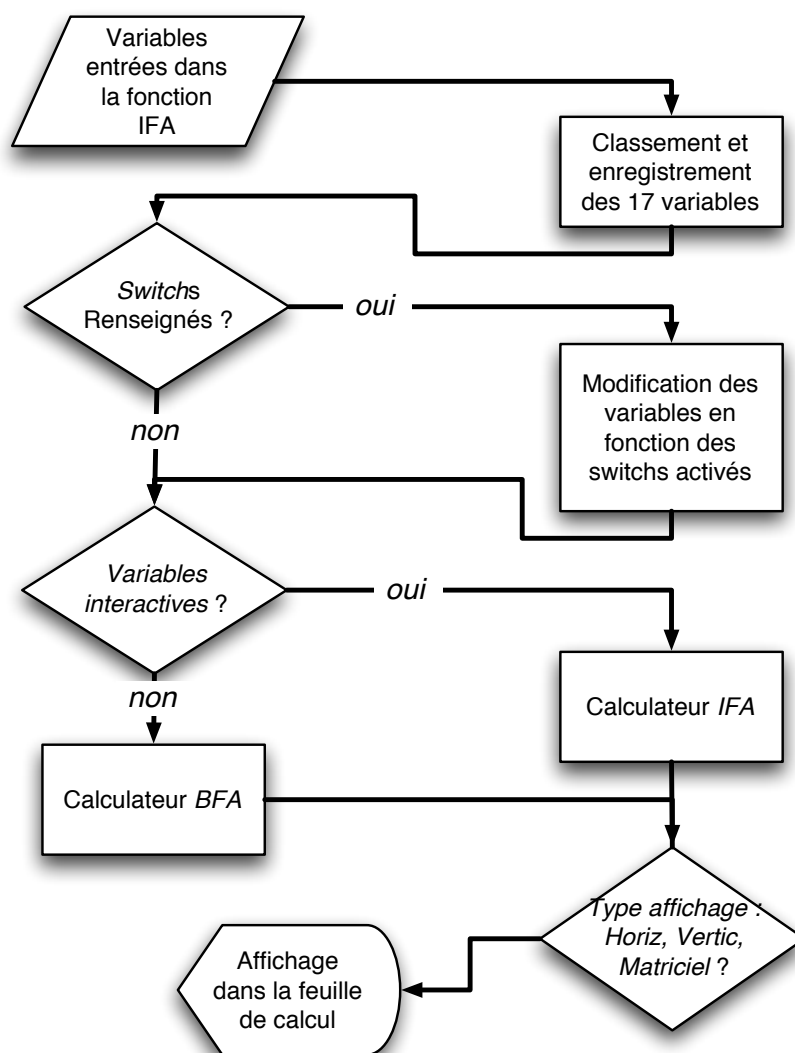 Variables
entrées dans
la fonction
IFA
Classement et
enregistrement
des 17 variables
Switchs
Renseignés ?
oui
Modification des
variables en
fonction des
switchs activés
non
Variables
interactives ?
oui
non
Calculateur IFA
Calculateur BFA
Type affichage :
Horiz, Vertic,
Matriciel ?
Affichage
dans la feuille
de calcul